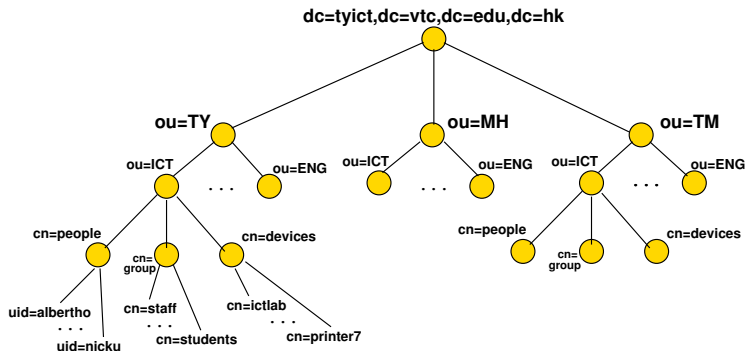 dc=tyict,dc=vtc,dc=edu,dc=hk
ou=TY
ou=MH
ou=TM
ou=ICT
. . .
ou=ENG
ou=ICT
. . .
ou=ENG
ou=ICT
. . .
ou=ENG
cn=people
cn=
group
cn=devices
cn=people
cn=
group
cn=devices
uid=albertho
. . .
uid=nicku
cn=staff
. . .
cn=students
cn=ictlab
. . .
cn=printer7